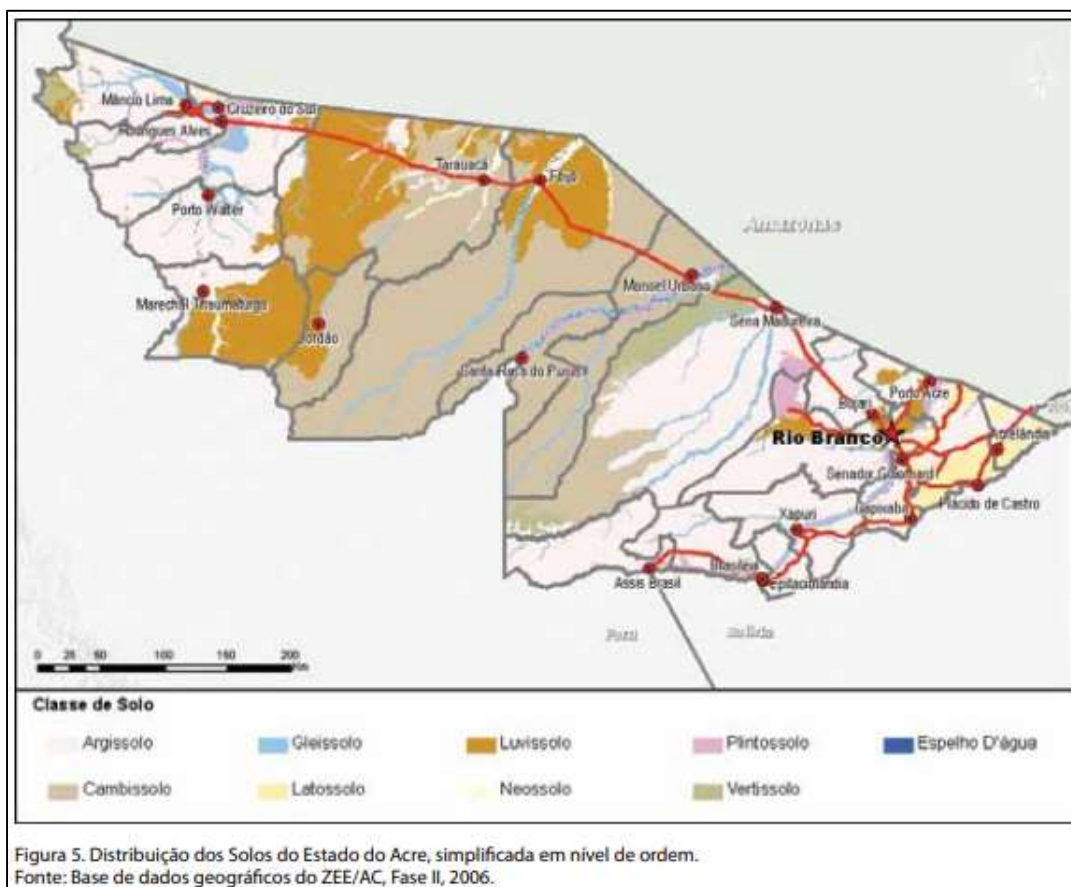 Mâncio Lima
Cruzeiro do Sul
Rodrigues Alves
Tarauacá
Feijó
Porto Walter
Amazonas
Manoel Urbano
Marechal Thaumaturgo
Jordão
Sena Madureira
Santa Rosa do Purus
Porto Acre
Bujari
Rio Branco
Acrelândia
Senador Guiomard
Plácido de Castro
Capixaba
Xapuri
Brasiléia
Assis Brasil
Epitaciolândia
Peru
Bolívia
0 25 50 100 150 200
Km
Classe de Solo
Argissolo Gleissolo Luvissolo Plintossolo Espelho D'água
Cambissolo Latossolo Neossolo Vertissolo
Figura 5. Distribuição dos Solos do Estado do Acre, simplificada em nível de ordem.
Fonte: Base de dados geográficos do ZEE/AC, Fase II, 2006.